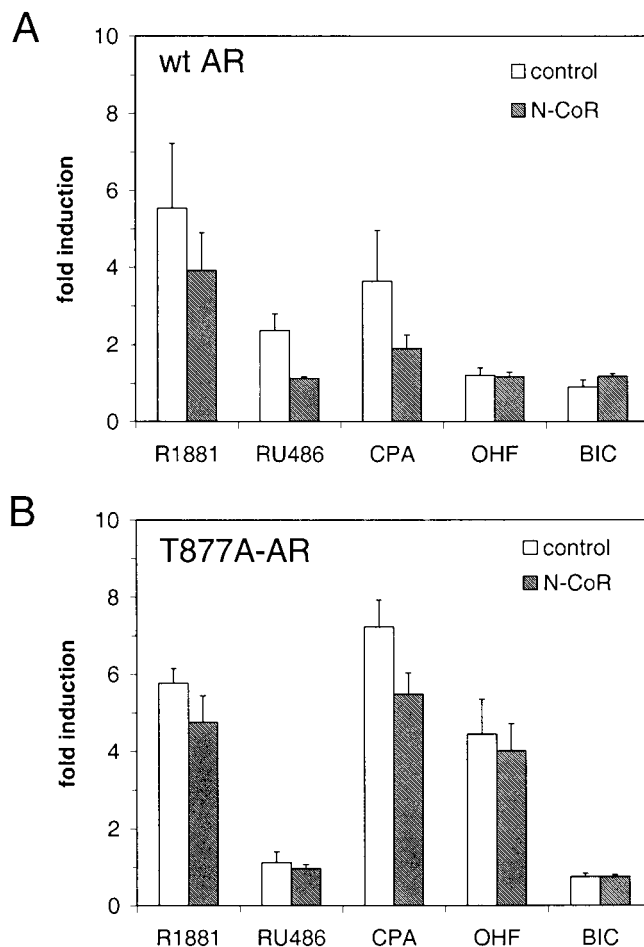 A
wt AR
control
N-CoR
fold induction
10
8
6
4
2
0
R1881 RU486 CPA OHF BIC
B
T877A-AR
control
N-CoR
fold induction
10
8
6
4
2
0
R1881 RU486 CPA OHF BIC